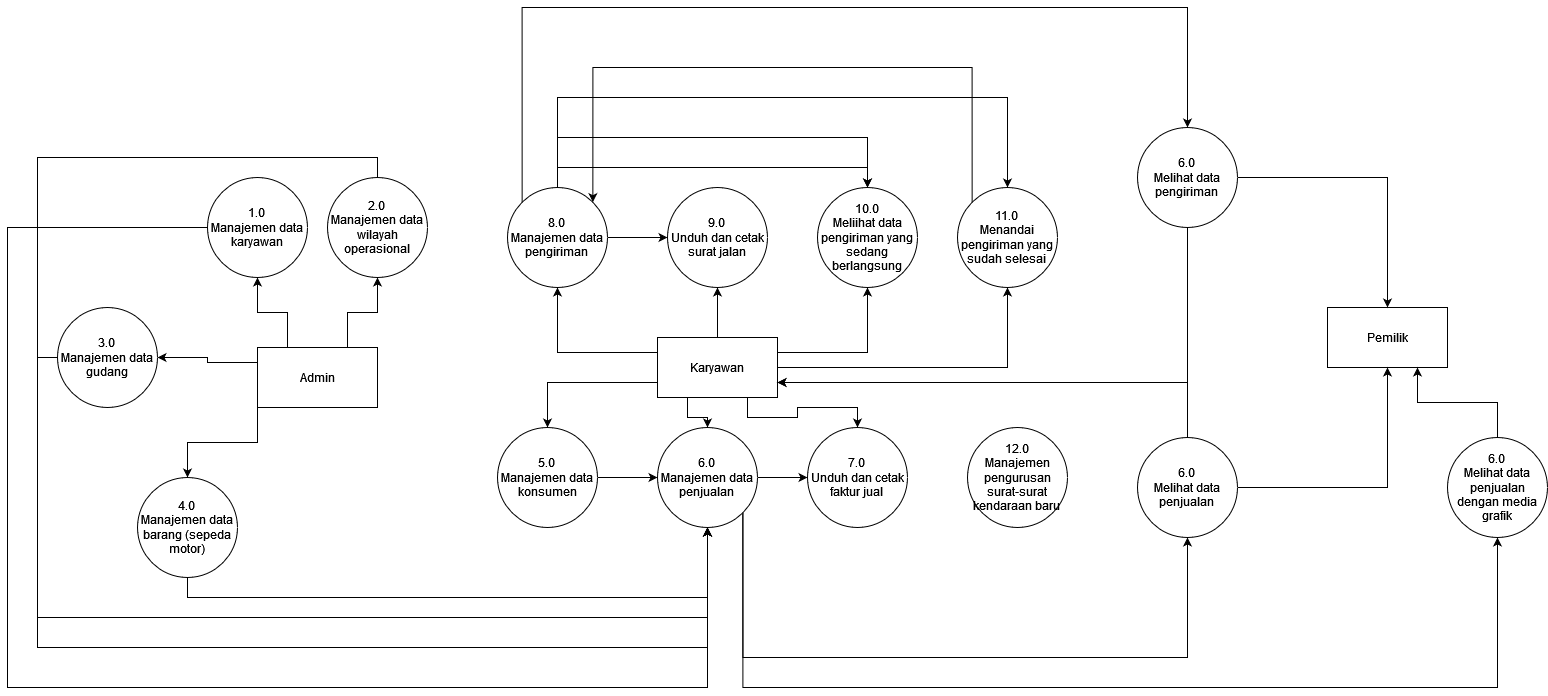 1.0
Manajemen data
karyawan
2.0
Manajemen data
wilayah
operasional
3.0
Manajemen data
gudang
Admin
4.0
Manajemen data
barang (sepeda
motor)
8.0
Manajemen data
pengiriman
9.0
Unduh dan cetak
surat jalan
10.0
Meliihat data
pengiriman yang
sedang
berlangsung
11.0
Menandai
pengiriman yang
sudah selesai
Karyawan
5.0
Manajemen data
konsumen
6.0
Manajemen data
penjualan
7.0
Unduh dan cetak
faktur jual
12.0
Manajemen
pengurusan
surat-surat
kendaraan baru
6.0
Melihat data
pengiriman
Pemilik
6.0
Melihat data
penjualan
6.0
Melihat data
penjualan
dengan media
grafik